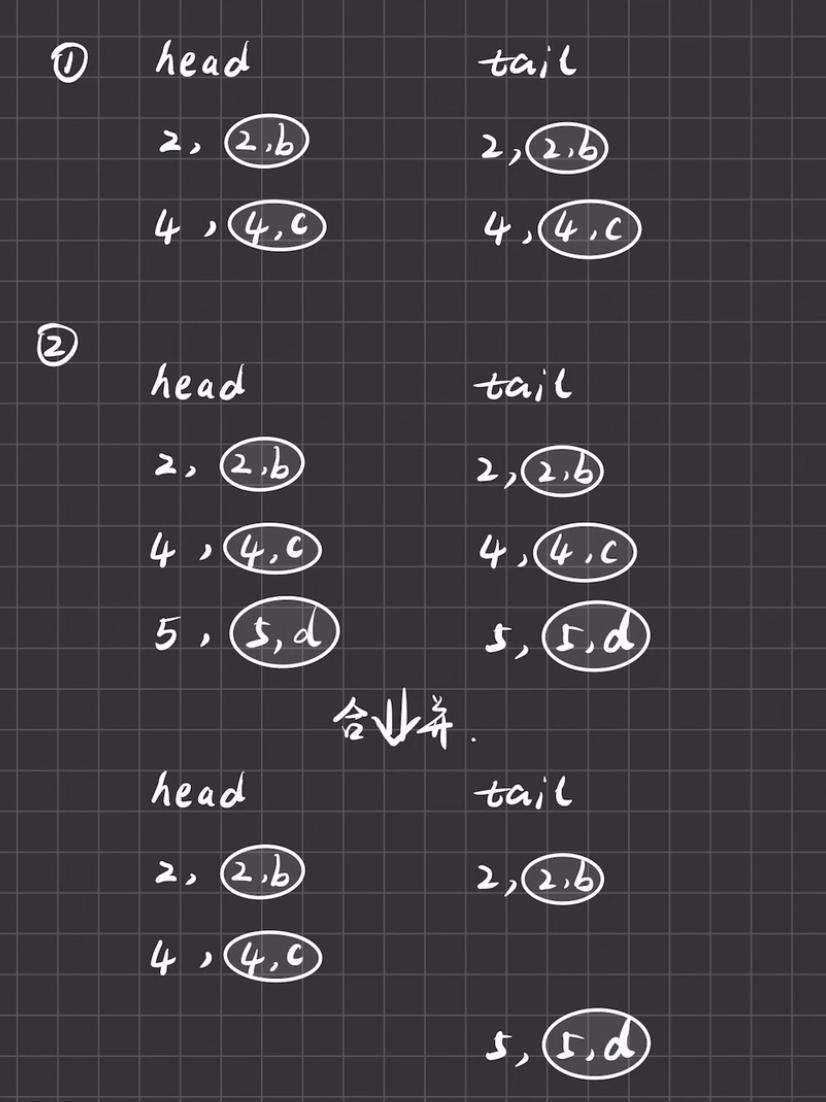 ① head tail
2, 2,b 2, 2,b
4, 4,c 4, 4,c
②
head tail
2, 2,b 2, 2,b
4, 4,c 4, 4,c
5, 5,d 5, 5,d
合并.
head tail
2, 2,b 2, 2,b
4, 4,c
5, 5,d